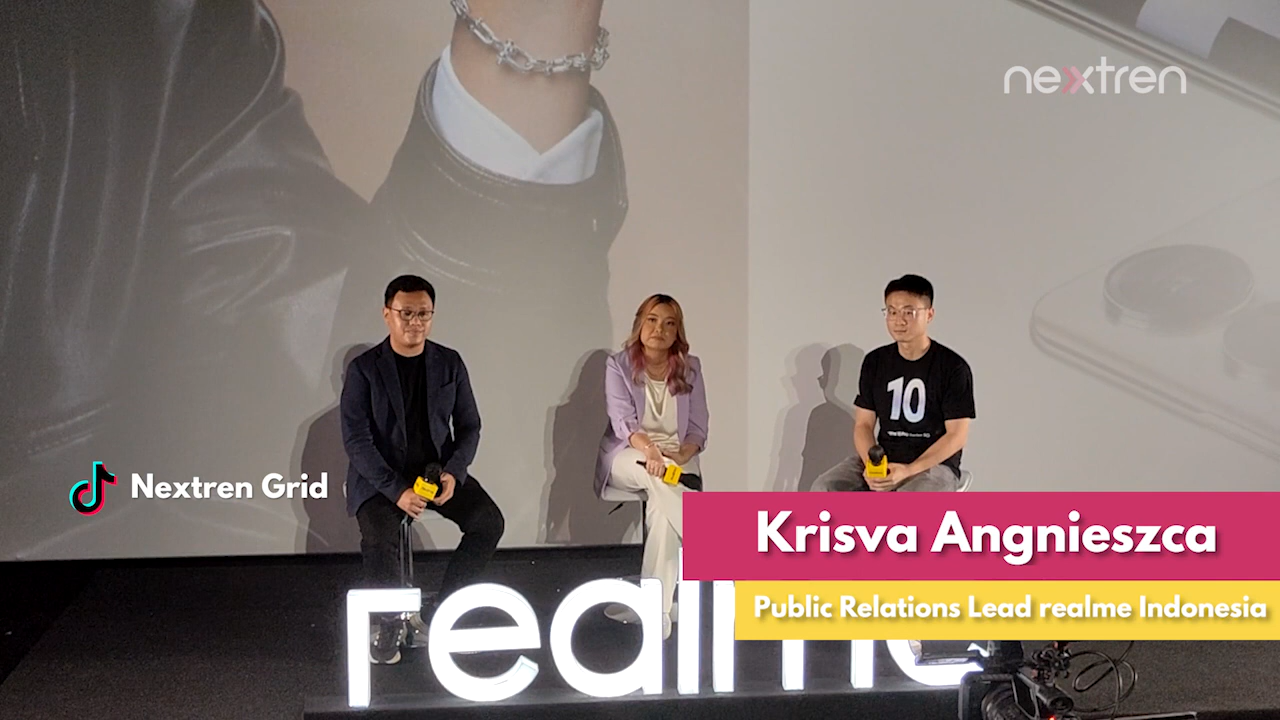 nextren
10
Nextren Grid
Krisva Angnieszca
Public Relations Lead realme Indonesia
realme